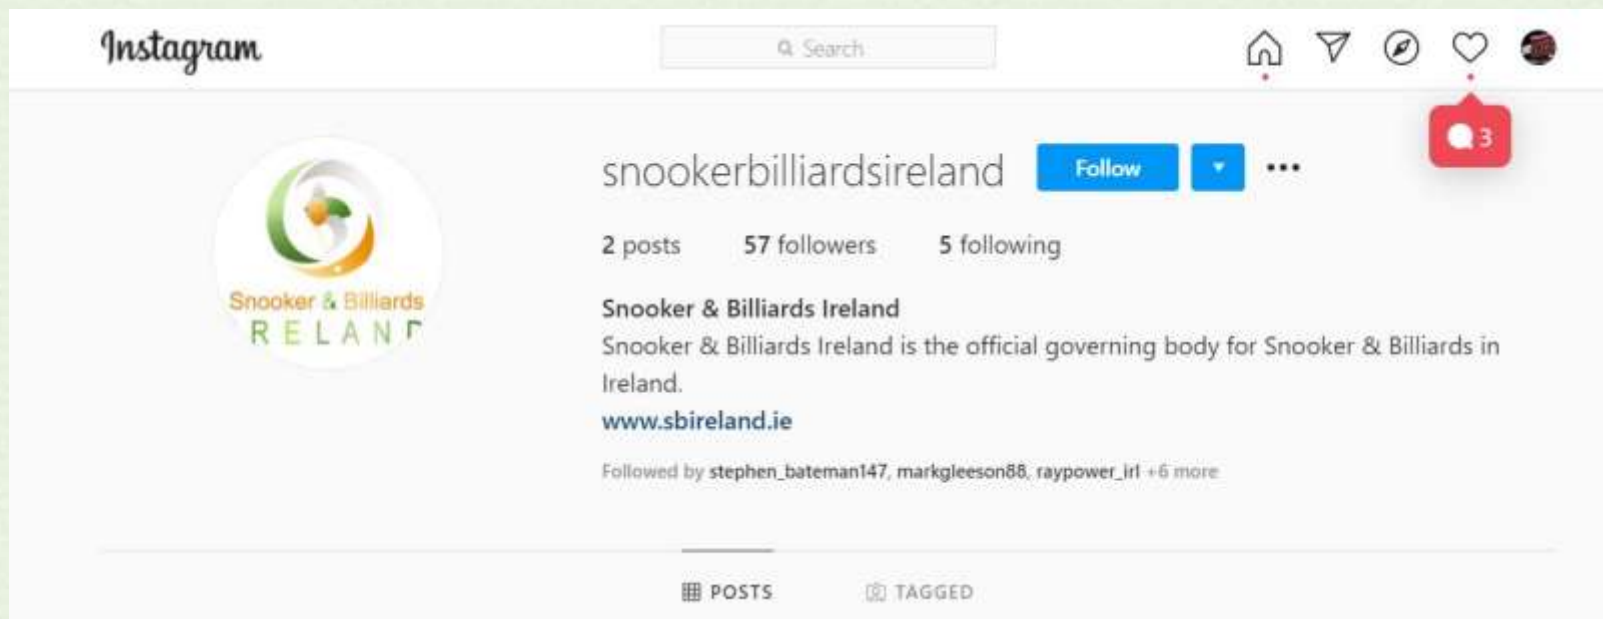 Instagram
Search
3
snookerbilliardsireland Follow
2 posts 57 followers 5 following
Snooker & Billiards
RELAND
Snooker & Billiards Ireland
Snooker & Billiards Ireland is the official governing body for Snooker & Billiards in
Ireland.
www.sbireland.ie
Followed by stephen_bateman147, markgleeson88, raypower_irl +6 more
POSTS TAGGED